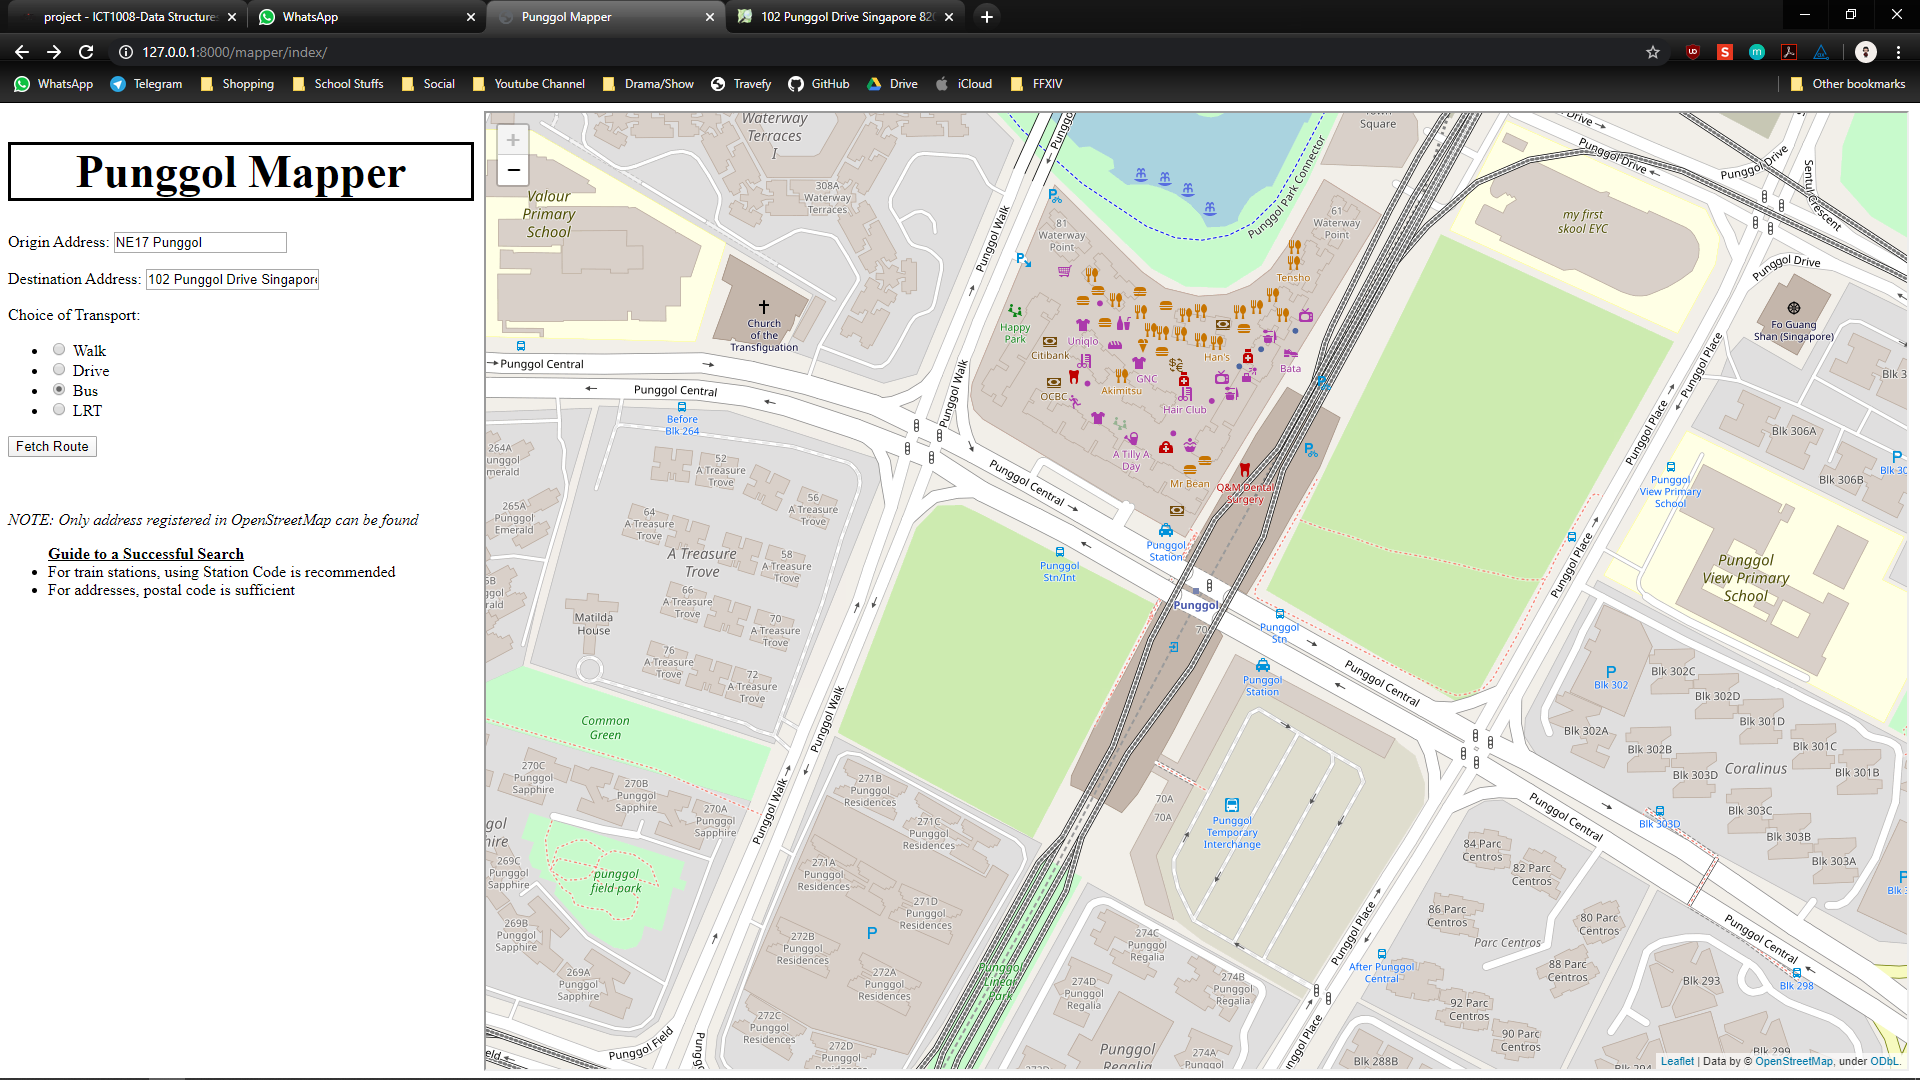 project - ICT1008-Data Structures
WhatsApp
Punggol Mapper
102 Punggol Drive Singapore 820
127.0.0.1:8000/mapper/index/
WhatsApp
Telegram
Shopping
School Stuffs
Social
Youtube Channel
Drama/Show
Travefy
GitHub
Drive
iCloud
FFXIV
Other bookmarks
Punggol Mapper
Origin Address: NE17 Punggol
Destination Address: 102 Punggol Drive Singapore
Choice of Transport:
Walk
Drive
Bus
LRT
Fetch Route
NOTE: Only address registered in OpenStreetMap can be found
Guide to a Successful Search
For train stations, using Station Code is recommended
For addresses, postal code is sufficient
+
−
Waterway
Terraces
I
308A
Waterway
Terraces
Valour
Primary
School
Church
of the
Transfiguation
Punggol Central
Punggol Central
Before
Blk 264
Punggol Walk
Punggol Walk
Punggol Park Connector
Town
Square
81
Waterway
Point
61
Waterway
Point
Tensho
Happy
Park
Uniglo
Citibank
Han's
GNC
Bata
OCBC
Akimitsu
Hair Club
A Tilly A
Day
Mr Bean
Q&M Dental
Surgery
Punggol Central
Punggol
Station
Punggol
Stn/Int
Punggol
70
Punggol
Stn
Punggol
Station
Punggol Central
Punggol Drive
Punggol Drive
Punggol Drive
Sentul Crescent
my first
skool EYC
Fo Guang
Shan (Singapore)
Punggol Place
Punggol Place
Punggol Place
Blk 306A
Blk 306B
Punggol
View Primary
School
Punggol
View Primary
School
264A
265A
Punggol
Emerald
52
A Treasure
Trove
56
A Treasure
Trove
64
A Treasure
Trove
A Treasure
Trove
58
A Treasure
Trove
66
A Treasure
Trove
70
A Treasure
Trove
76
A Treasure
Trove
72
A Treasure
Trove
Matilda
House
Punggol Walk
Punggol Walk
Common
Green
270C
Punggol
Sapphire
270B
Punggol
Sapphire
270A
Punggol
Sapphire
269C
Punggol
Sapphire
punggol
field-park
269B
Punggol
Sapphire
269A
Punggol
Sapphire
Punggol Field
271B
Punggol
Residences
271C
Punggol
Residences
271A
Punggol
Residences
271D
Punggol
Residences
272B
Punggol
Residences
272A
Punggol
Residences
272C
Punggol
Residences
272D
Punggol
Punggol
Linear
Park
70A
70A
Punggol
Temporary
Interchange
274C
Punggol
Regalia
274D
Punggol
Regalia
274B
Punggol
Regalia
274A
Punggol
Punggol
Regalia
Punggol Place
After Punggol
Central
Blk 302
Blk 302C
Blk 302D
Blk 302A
Blk 302B
Blk 301D
Blk 301C
Blk 301B
Blk 303D
Coralinus
Blk 303C
Blk 303D
Blk 303B
Blk 303A
Punggol Central
Punggol Central
84 Parc
Centros
82 Parc
Centros
86 Parc
Centros
80 Parc
Centros
Parc Centros
88 Parc
Centros
92 Parc
Centros
90 Parc
Centros
Blk 293
Blk 298
Blk 299
Blk 288B
Leaflet | Data by © OpenStreetMap, under ODbL.